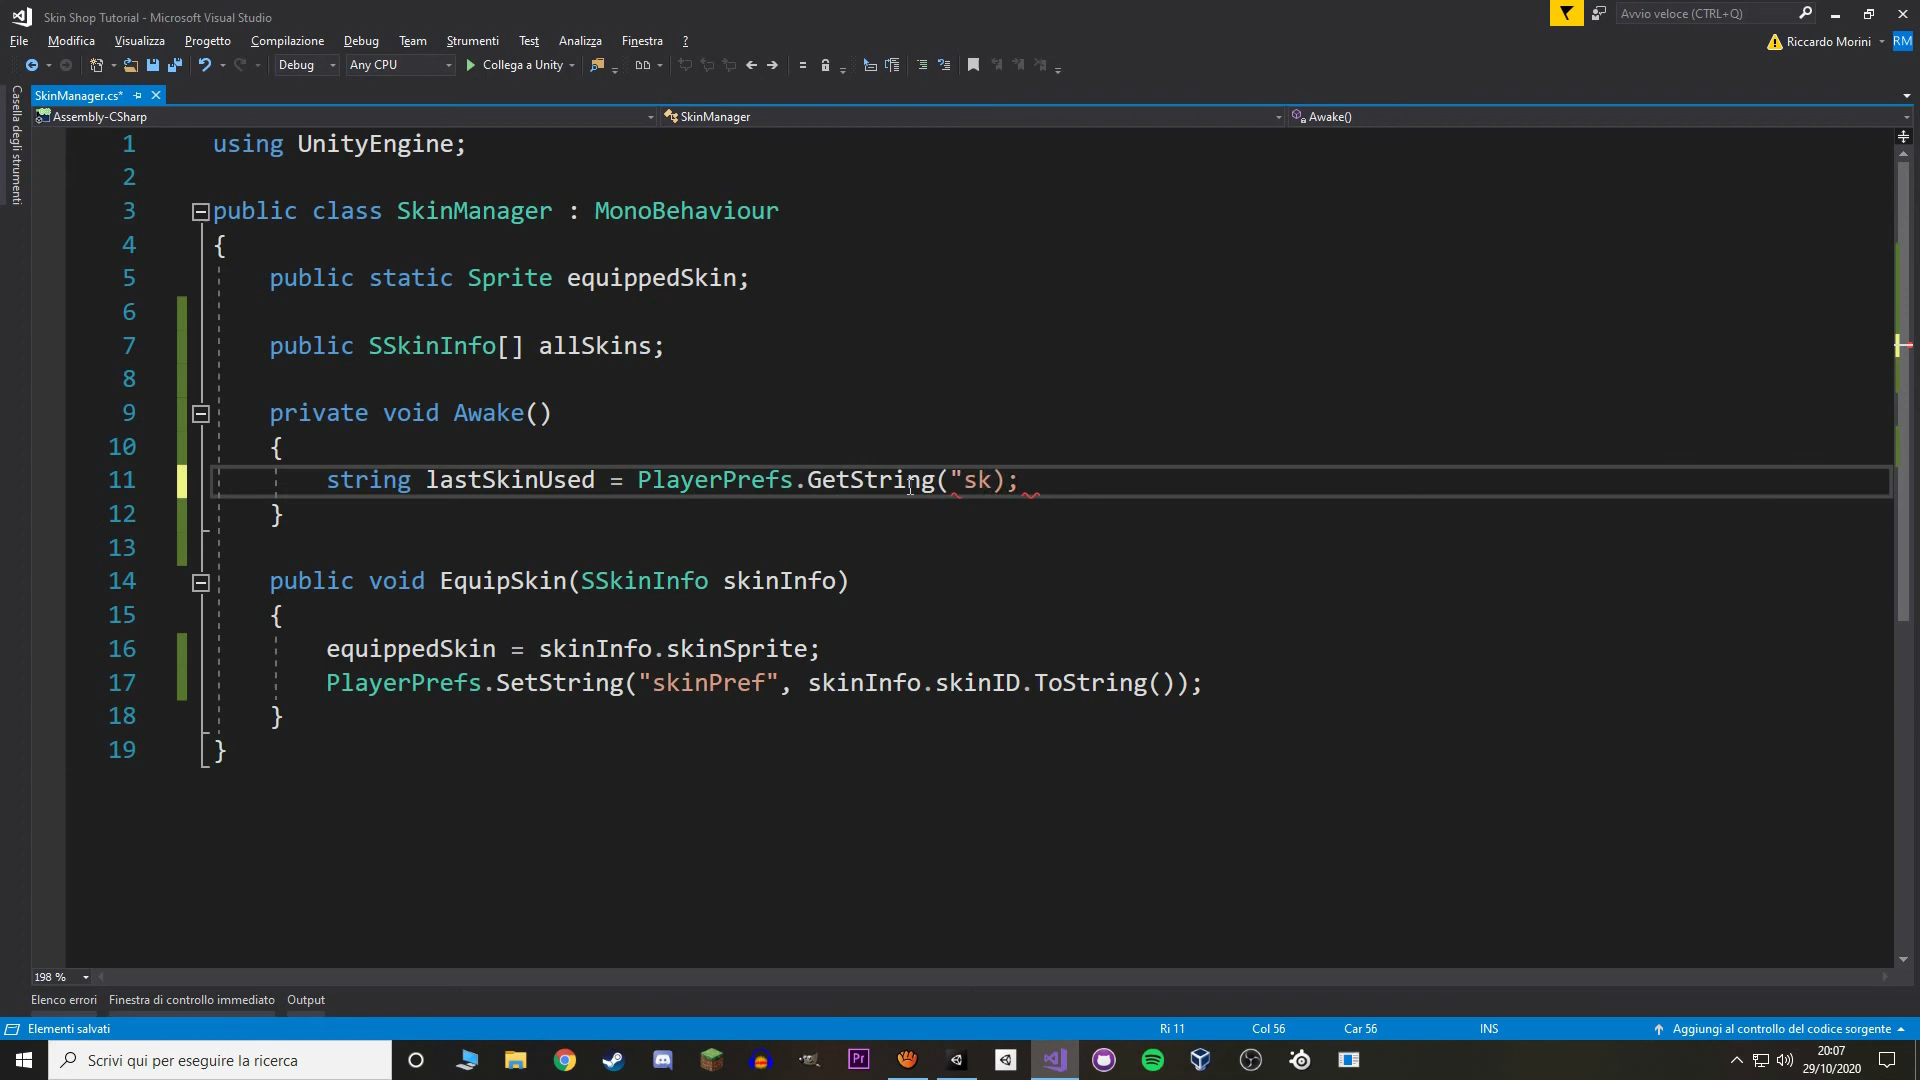 Skin Shop Tutorial - Microsoft Visual Studio
Avvio veloce (CTRL+Q)
File Modifica Visualizza Progetto Compilazione Debug Team Strumenti Test Analizza Finestra ?
Riccardo Morini RM
Debug Any CPU Collega a Unity
SkinManager.cs*
Assembly-CSharp SkinManager Awake()
Casella degli strumenti
1 using UnityEngine;
2
3 public class SkinManager : MonoBehaviour
4 {
5 public static Sprite equippedSkin;
6
7 public SSkinInfo[] allSkins;
8
9 private void Awake()
10 {
11 string lastSkinUsed = PlayerPrefs.GetString("sk);
12 }
13
14 public void EquipSkin(SSkinInfo skinInfo)
15 {
16 equippedSkin = skinInfo.skinSprite;
17 PlayerPrefs.SetString("skinPref", skinInfo.skinID.ToString());
18 }
19 }
198 %
Elenco errori Finestra di controllo immediato Output
Elementi salvati Ri 11 Col 56 Car 56 INS Aggiungi al controllo del codice sorgente
Scrivi qui per eseguire la ricerca
Pr
20:07
29/10/2020